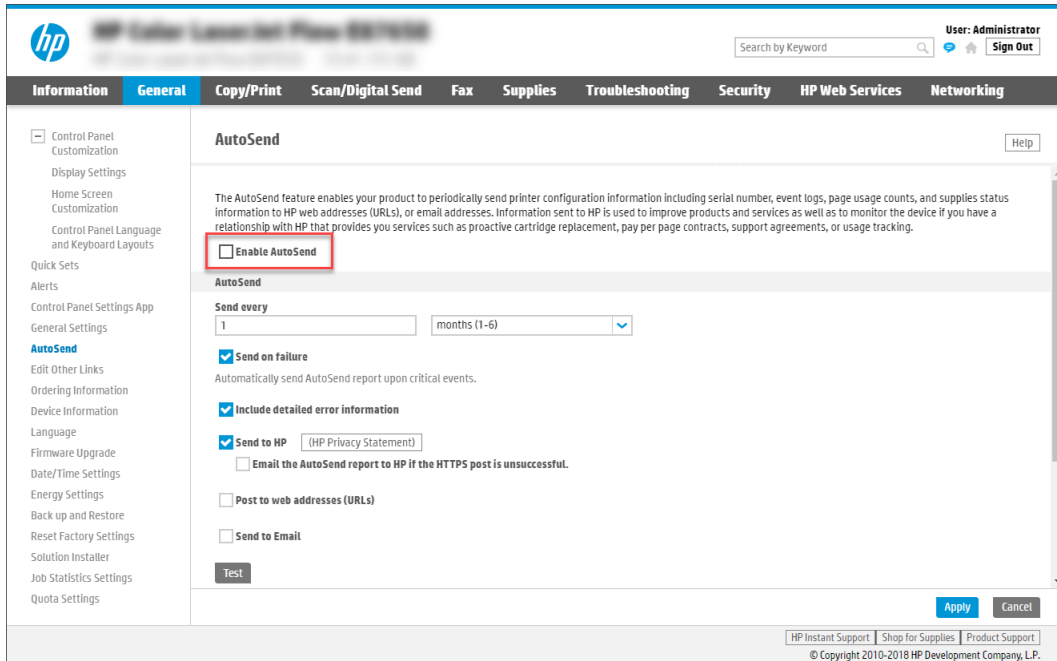 hp
User: Administrator
Search by Keyword
Sign Out
Information General Copy/Print Scan/Digital Send Fax Supplies Troubleshooting Security HP Web Services Networking
Control Panel
Customization
Display Settings
Home Screen
Customization
Control Panel Language
and Keyboard Layouts
Quick Sets
Alerts
Control Panel Settings App
General Settings
AutoSend
Edit Other Links
Ordering Information
Device Information
Language
Firmware Upgrade
Date/Time Settings
Energy Settings
Back up and Restore
Reset Factory Settings
Solution Installer
Job Statistics Settings
Quota Settings
AutoSend
Help
The AutoSend feature enables your product to periodically send printer configuration information including serial number, event logs, page usage counts, and supplies status
information to HP web addresses (URLs), or email addresses. Information sent to HP is used to improve products and services as well as to monitor the device if you have a
relationship with HP that provides you services such as proactive cartridge replacement, pay per page contracts, support agreements, or usage tracking.
Enable AutoSend
AutoSend
Send every
1 months (1-6)
Send on failure
Automatically send AutoSend report upon critical events.
Include detailed error information
Send to HP (HP Privacy Statement)
Email the AutoSend report to HP if the HTTPS post is unsuccessful.
Post to web addresses (URLs)
Send to Email
Test
Apply Cancel
HP Instant Support Shop for Supplies Product Support
© Copyright 2010-2018 HP Development Company, L.P.